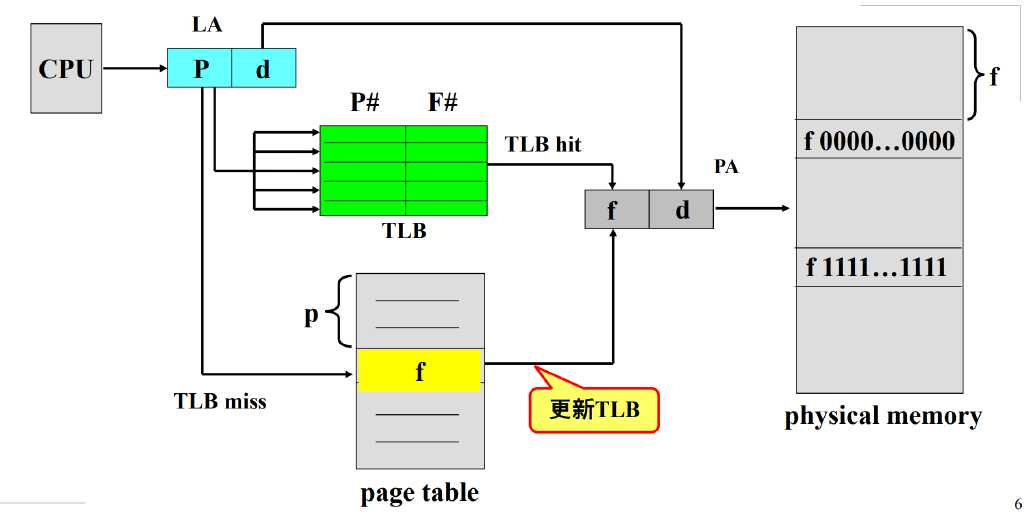 LA
CPU
P d
P# F#
TLB hit
TLB
PA
f d
f
f 0000…0000
f 1111…1111
physical memory
p
f
TLB miss
更新TLB
page table
6